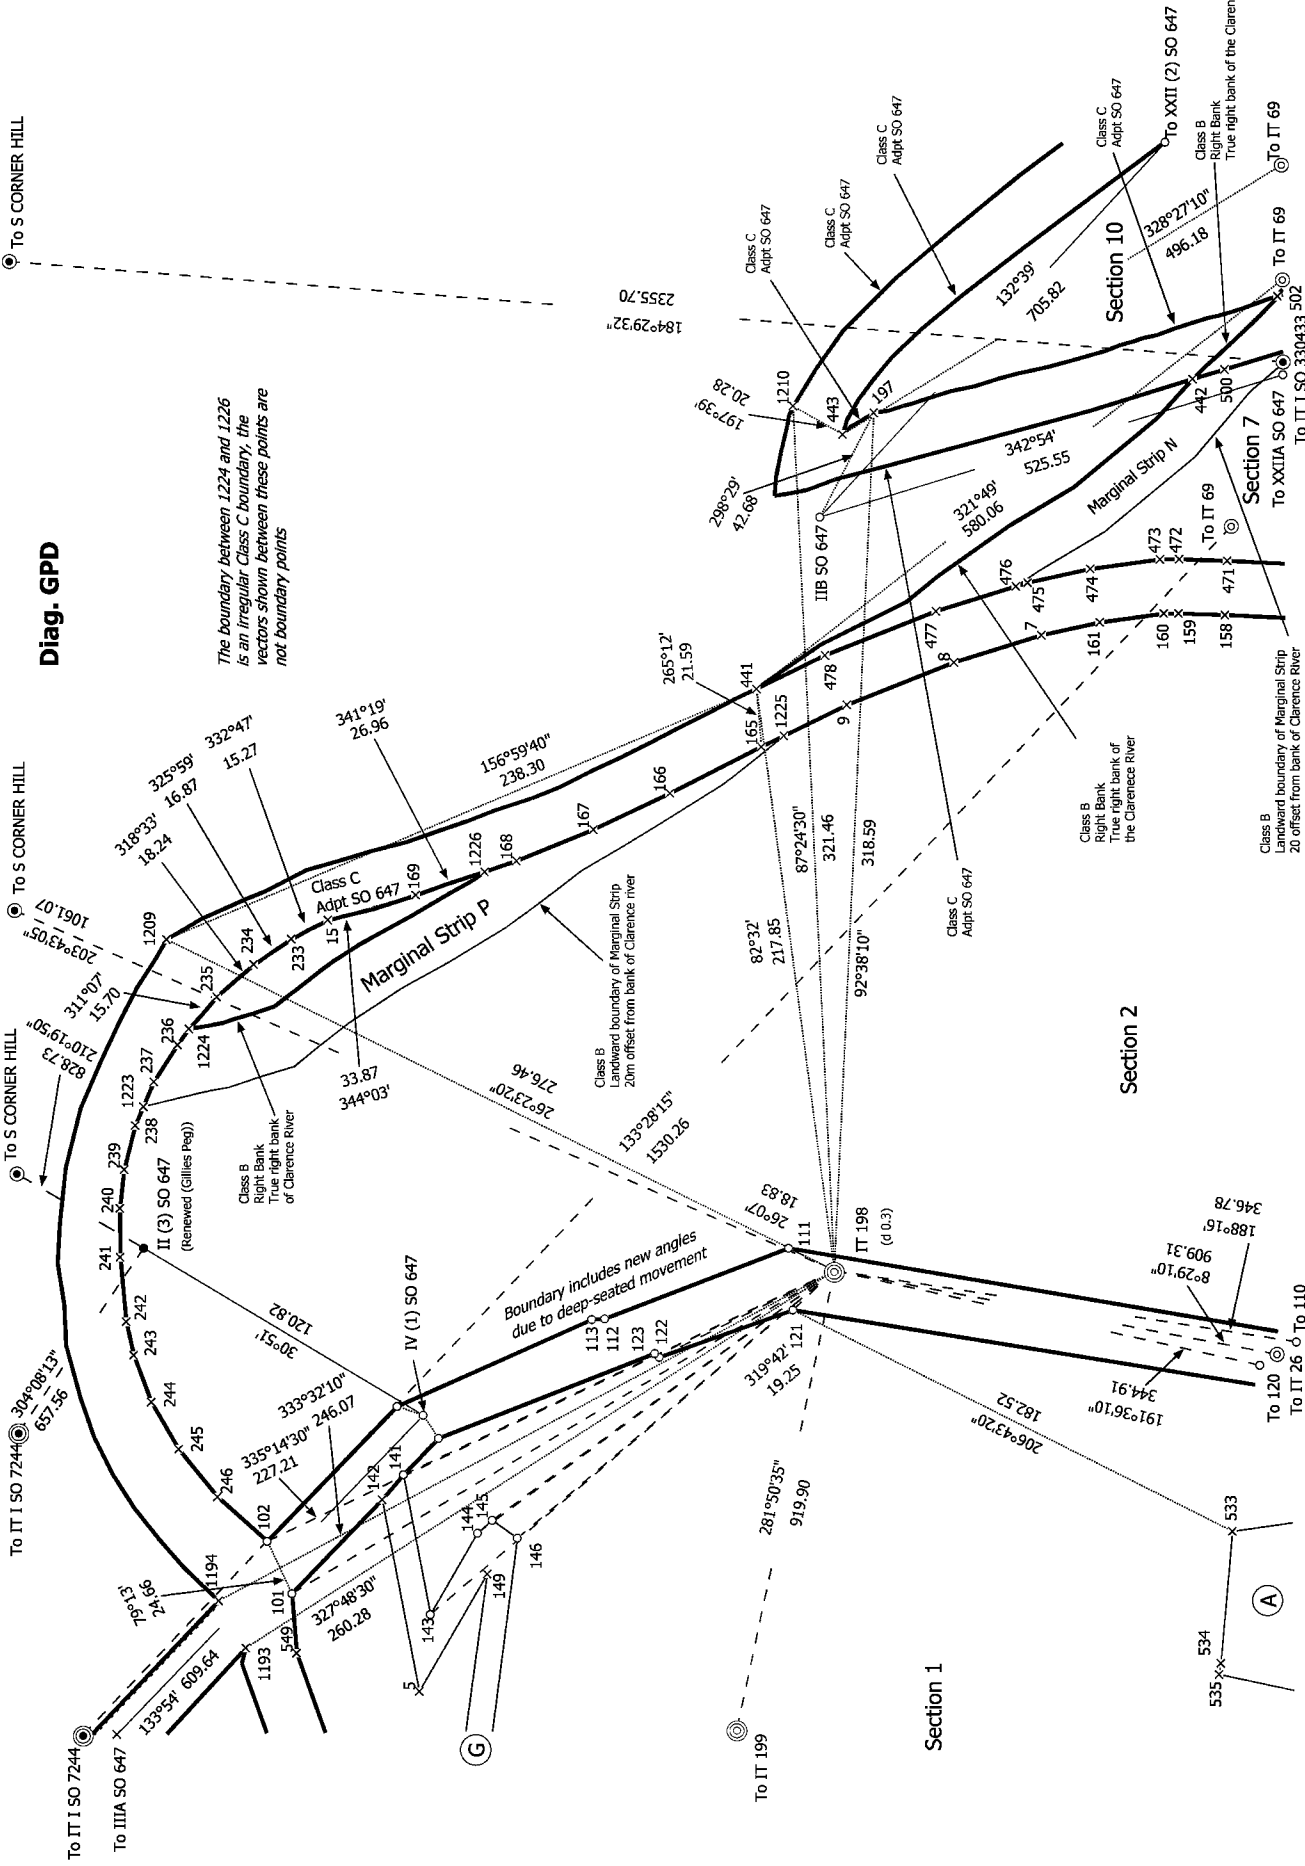 Diag. GPD
The boundary between 1224 and 1226
is an irregular Class C boundary, the
vectors shown between these points are
not boundary points
To S CORNER HILL
To S CORNER HILL
To S CORNER HILL
184°29'32"
2355.70
203°43'05"
1061.07
210°19'50"
828.73
To IT I SO 7244
304°08'13"
657.56
To IT I SO 7244
To IIIA SO 647
133°54' 609.64
1194
1193
79°13'
24.66
102
101
549
246
245
244
243
242
241
240
239
238
1223
237
236
1224
235
234
233
15
169
1226
168
167
166
165
1225
441
1209
311°07'
15.70
318°33'
18.24
325°59'
16.87
332°47'
15.27
341°19'
26.96
33.87
344°03'
Class C
Adpt SO 647
156°59'40"
238.30
265°12'
21.59
II (3) SO 647
(Renewed (Gillies Peg))
Class B
Right Bank
True right bank
of Clarence River
Marginal Strip P
Class B
Landward boundary of Marginal Strip
20m offset from bank of Clarence river
26°23'20"
276.46
30°51'
120.82
IV (1) SO 647
Boundary includes new angles
due to deep-seated movement
133°28'15"
1530.26
26°07'
18.83
111
IT 198
(d 0.3)
113
112
123
122
121
319°42'
19.25
333°32'10"
246.07
335°14'30"
227.21
327°48'30"
260.28
142
141
143
144
145
146
149
5
G
To IT 199
281°50'35"
919.90
206°43'20"
182.52
533
534
535
A
Section 1
Section 2
191°36'10"
344.91
8°29'10"
909.31
188°16'
346.78
To 120
To IT 26
To 110
82°32'
217.85
87°24'30"
321.46
92°38'10"
318.59
9
8
7
161
160
159
158
478
477
476
475
474
473
472
471
IIB SO 647
298°29'
42.68
197°39'
20.28
1210
443
197
Class C
Adpt SO 647
Class C
Adpt SO 647
Class C
Adpt SO 647
Class C
Adpt SO 647
Class C
Adpt SO 647
342°54'
525.55
321°49'
580.06
132°39'
705.82
To XXII (2) SO 647
Section 10
328°27'10"
496.18
Class B
Right Bank
True right bank of the Claren
To IT 69
To IT 69
To IT 69
Marginal Strip N
Section 7
442
500
502
To XXIIA SO 647
To IT I SO 330433
Class B
Right Bank
True right bank of
the Clarenece River
Class B
Landward boundary of Marginal Strip
20 offset from bank of Clarence River